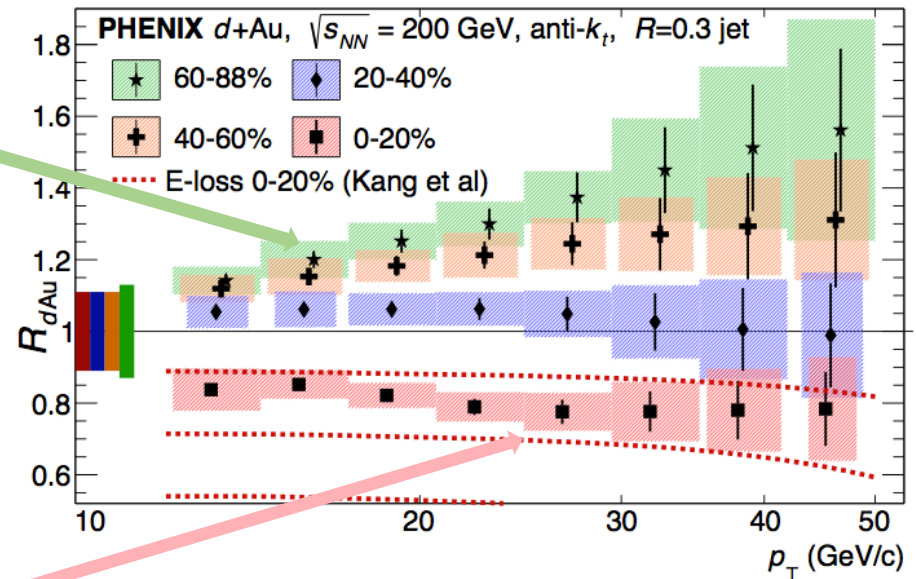 PHENIX d+Au, √s_NN = 200 GeV, anti-k_t, R=0.3 jet
60-88% 20-40%
40-60% 0-20%
E-loss 0-20% (Kang et al)
R_dAu
1.8
1.6
1.4
1.2
1
0.8
0.6
10 20 30 40 50
p_T (GeV/c)